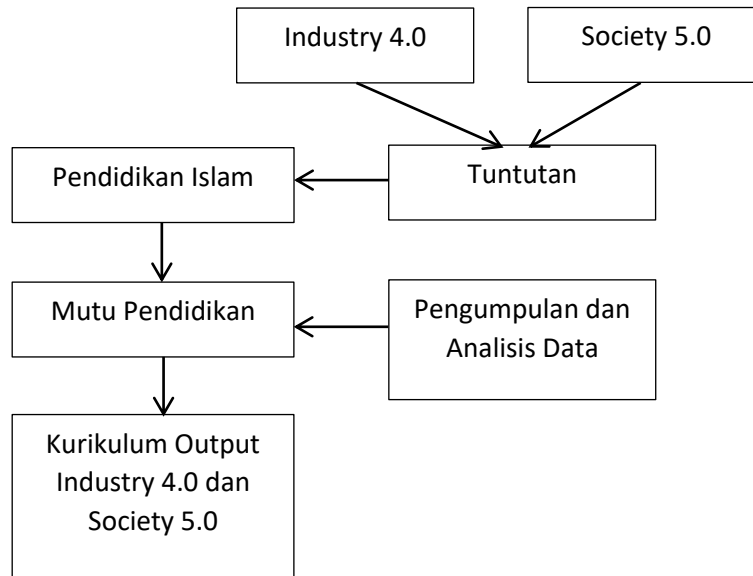 Industry 4.0
Society 5.0
Pendidikan Islam
Tuntutan
Mutu Pendidikan
Pengumpulan dan
Analisis Data
Kurikulum Output
Industry 4.0 dan
Society 5.0